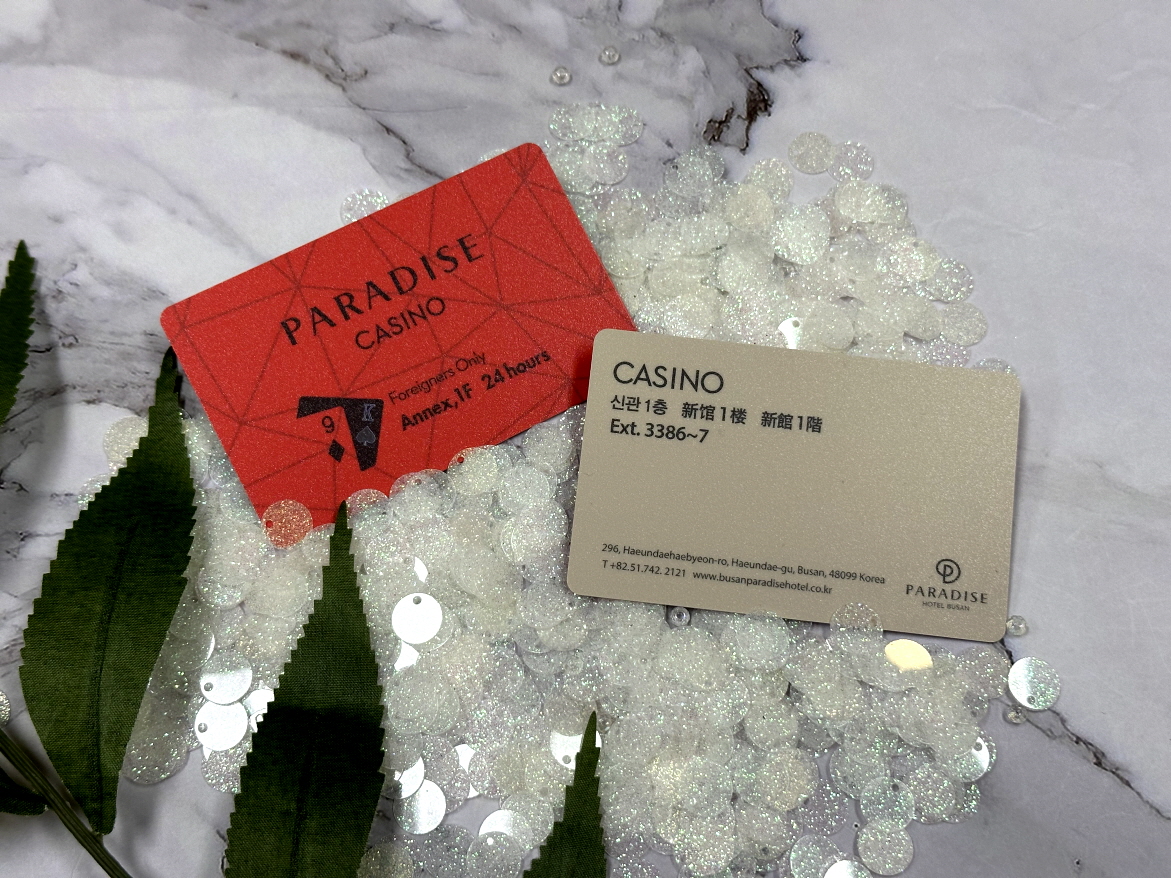 PARADISE
CASINO
Foreigners Only
Annex,1F 24 hours
9
K
CASINO
신관 1층 新馆 1 楼 新館 1 階
Ext. 3386~7
296, Haeundaehaebyeon-ro, Haeundae-gu, Busan, 48099 Korea
T +82.51.742. 2121 www.busanparadisehotel.co.kr
PARADISE
HOTEL BUSAN